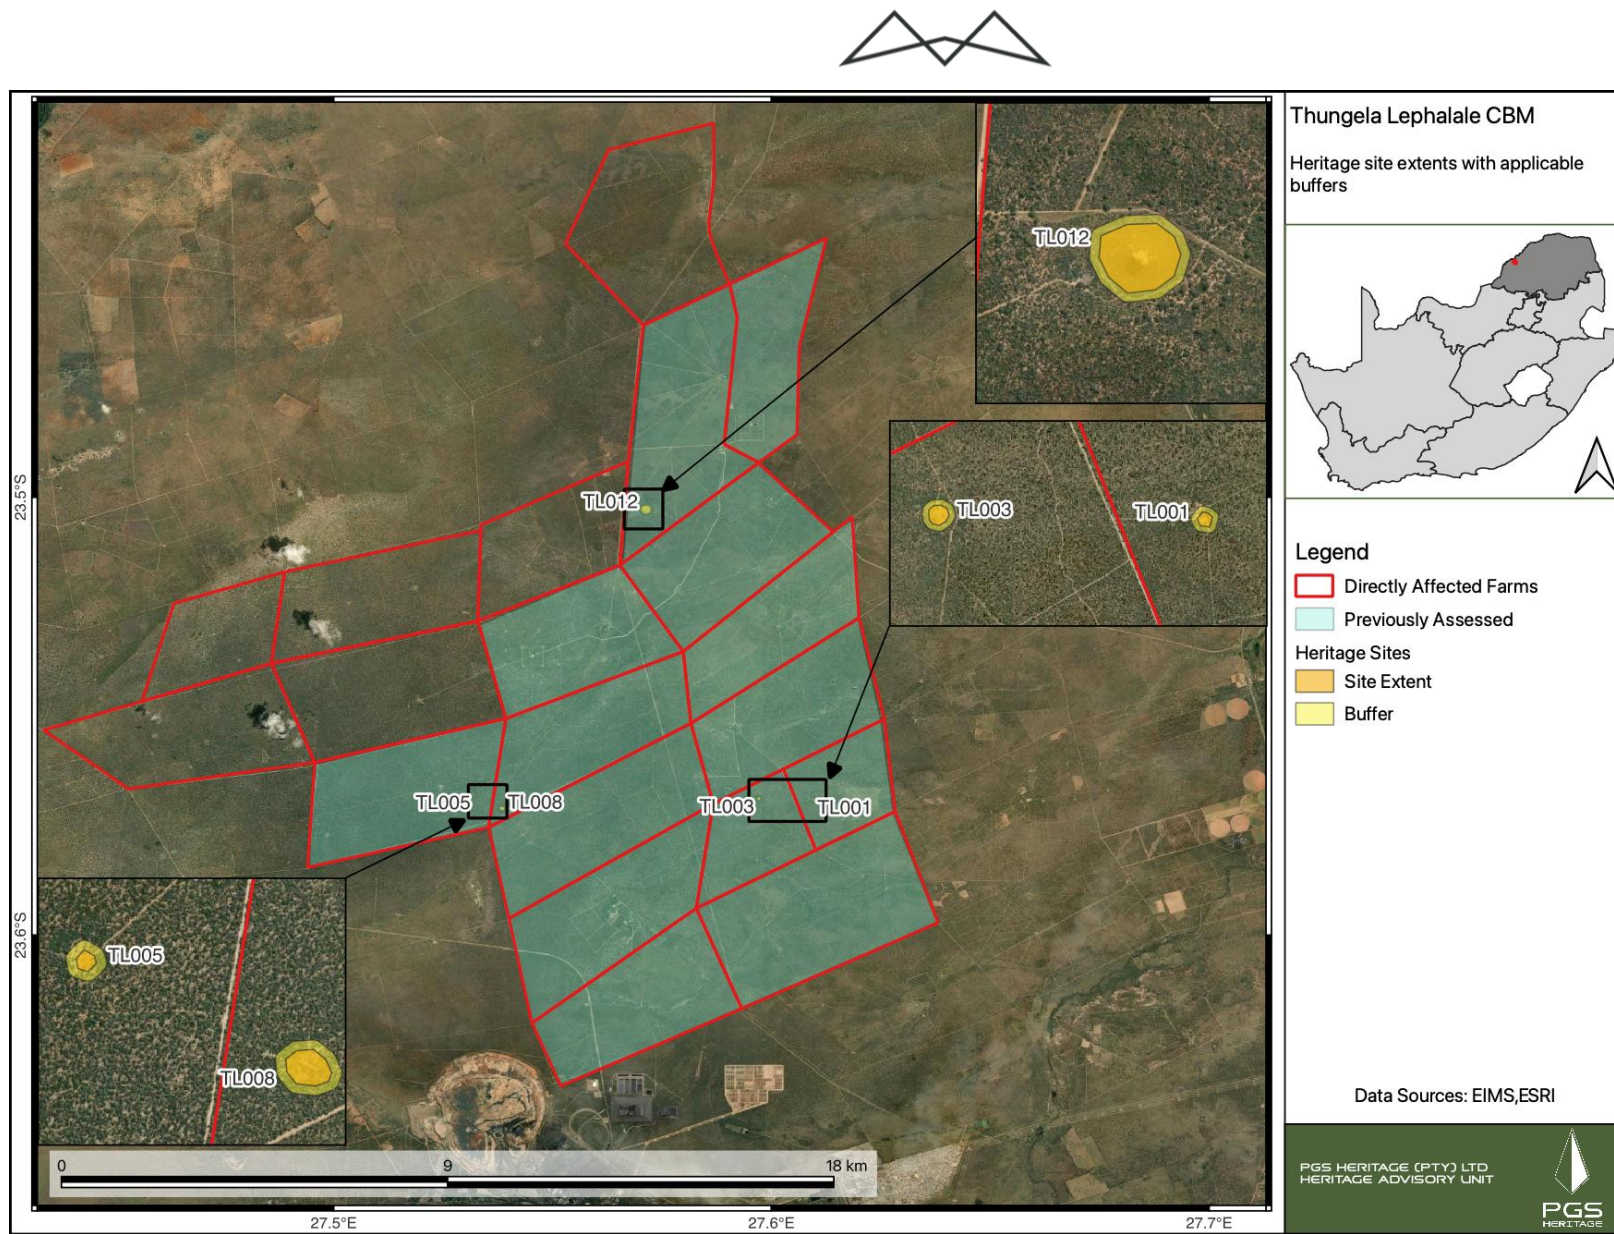 Thungela Lephalale CBM
Heritage site extents with applicable
buffers
TL012
TL003
TL001
23.5°S
TL012
TL005
TL008
TL003
TL001
23.6°S
TL005
TL008
0
9
18 km
27.5°E
27.6°E
27.7°E
Legend
Directly Affected Farms
Previously Assessed
Heritage Sites
Site Extent
Buffer
Data Sources: EIMS,ESRI
PGS HERITAGE (PTY) LTD
HERITAGE ADVISORY UNIT
PGS
HERITAGE